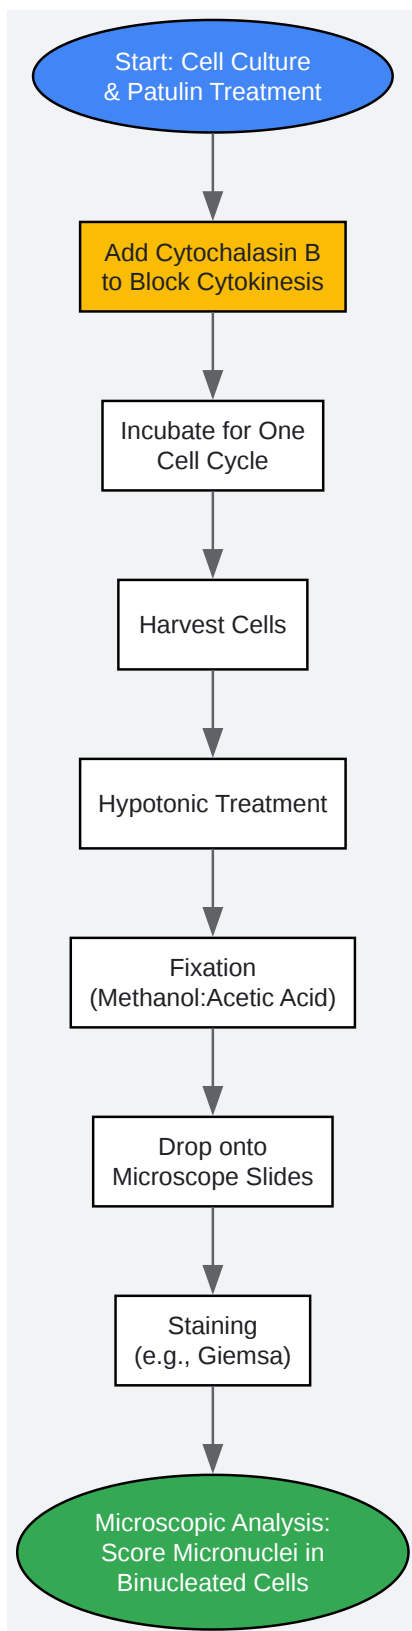 Start: Cell Culture
& Patulin Treatment
Add Cytochalasin B
to Block Cytokinesis
Incubate for One
Cell Cycle
Harvest Cells
Hypotonic Treatment
Fixation
(Methanol:Acetic Acid)
Drop onto
Microscope Slides
Staining
(e.g., Giemsa)
Microscopic Analysis:
Score Micronuclei in
Binucleated Cells